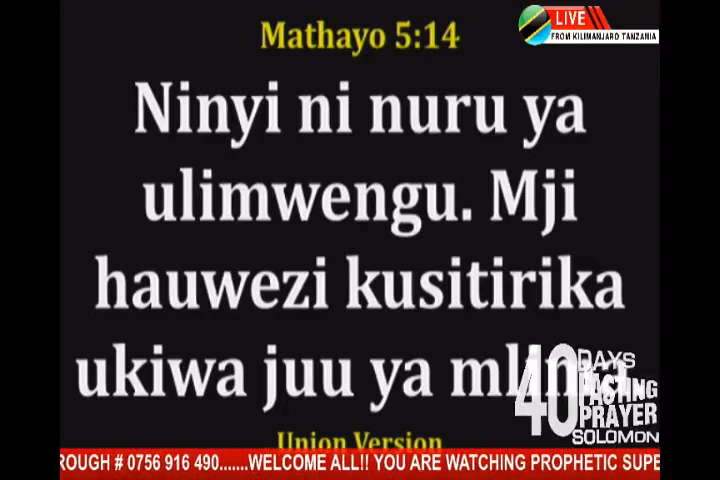 Mathayo 5:14
LIVE
FROM KILIMANJARO TANZANIA
Ninyi ni nuru ya
ulimwengu. Mji
hauwezi kusitirika
ukiwa juu ya
40 DAYS
FASTING
PRAYER
SOLOMON
Union Version
ROUGH # 0756 916 490.......WELCOME ALL!! YOU ARE WATCHING PROPHETIC SUPE